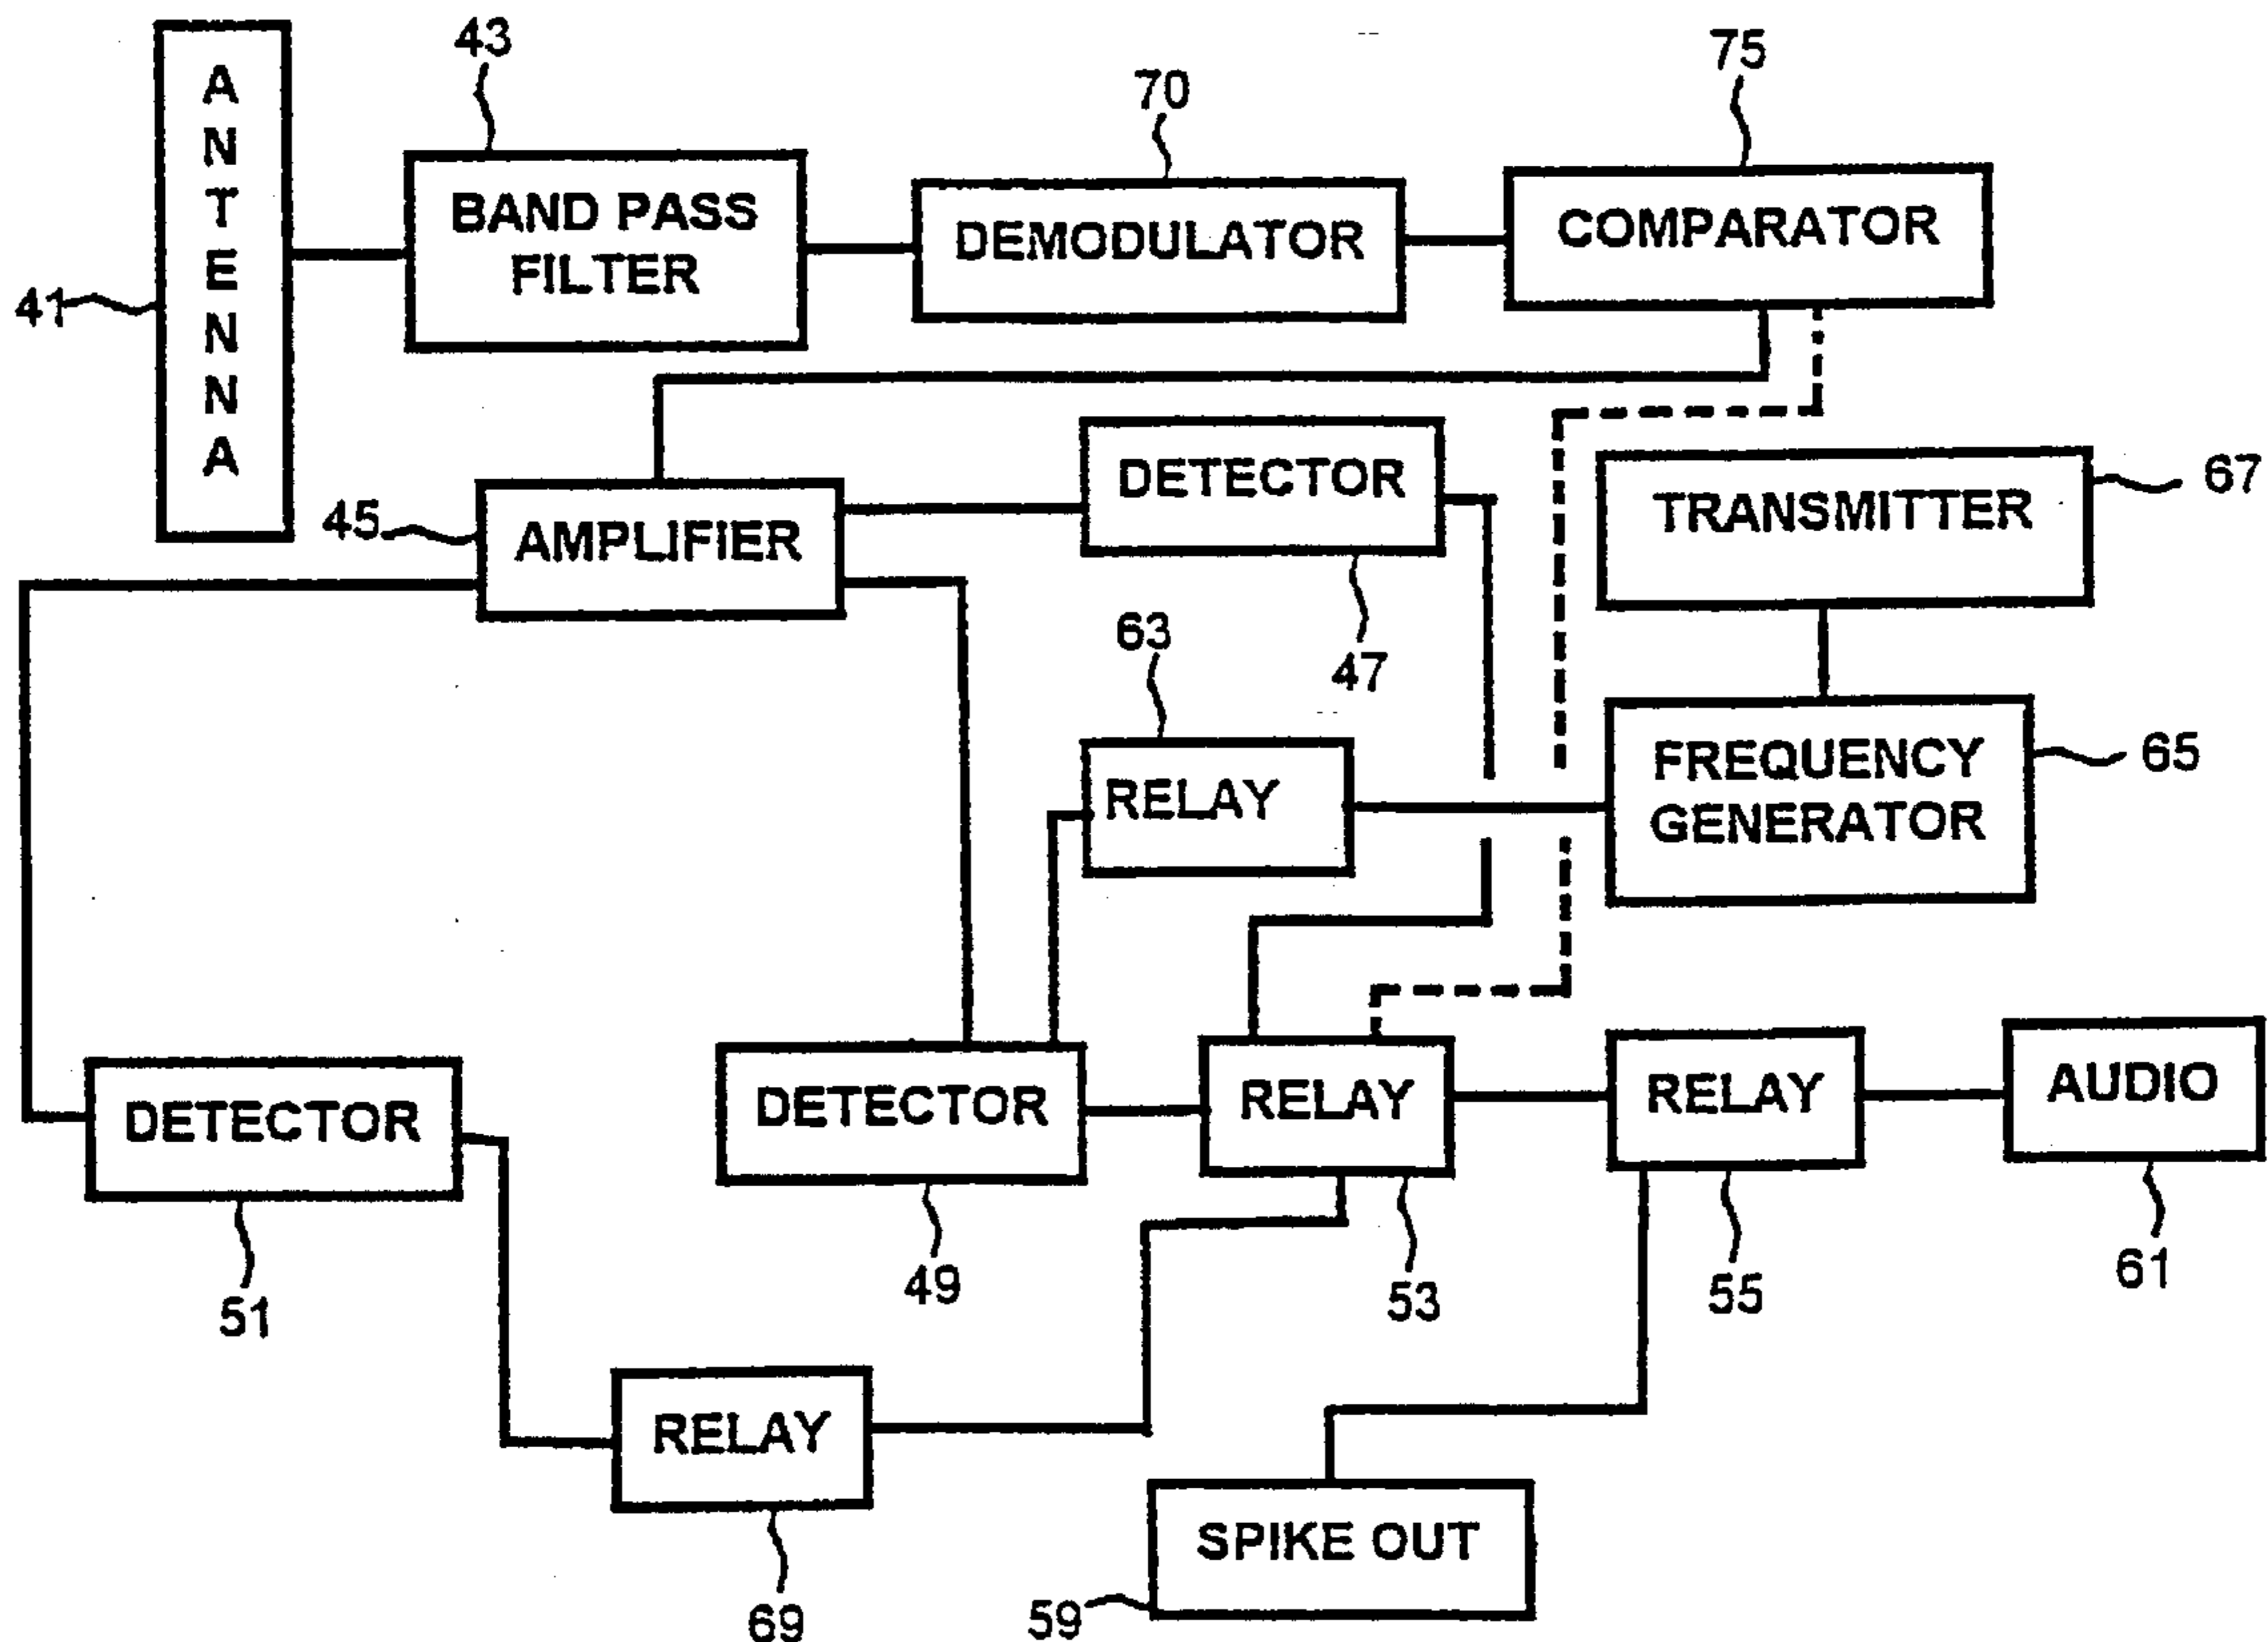 43
70
75
ANTENNA
BAND PASS
FILTER
DEMODULATOR
COMPARATOR
41
45
AMPLIFIER
DETECTOR
TRANSMITTER
67
63
47
RELAY
FREQUENCY
GENERATOR
65
DETECTOR
DETECTOR
RELAY
RELAY
AUDIO
51
49
53
55
61
RELAY
SPIKE OUT
69
59